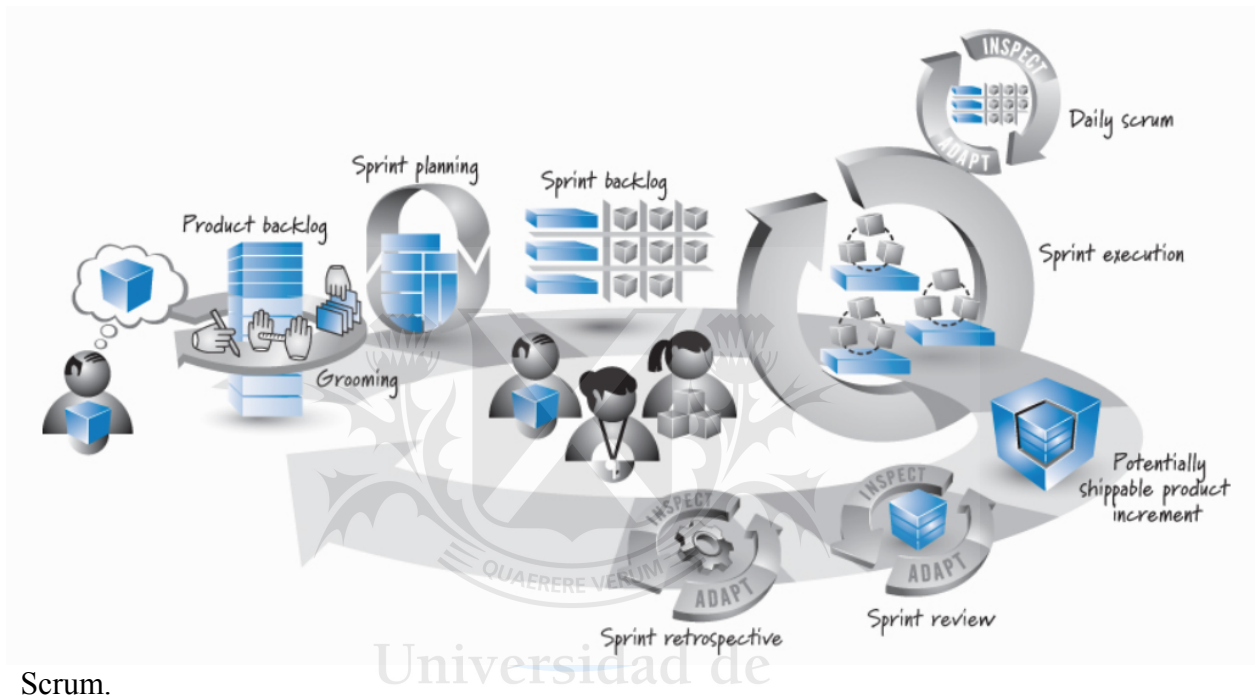 INSPECT
ADAPT
Daily scrum
Sprint planning
Sprint backlog
Product backlog
Sprint execution
Grooming
Potentially
shippable product
increment
INSPECT
ADAPT
Sprint review
INSPECT
ADAPT
Sprint retrospective
QUAERERE VERUM
Universidad de
Scrum.